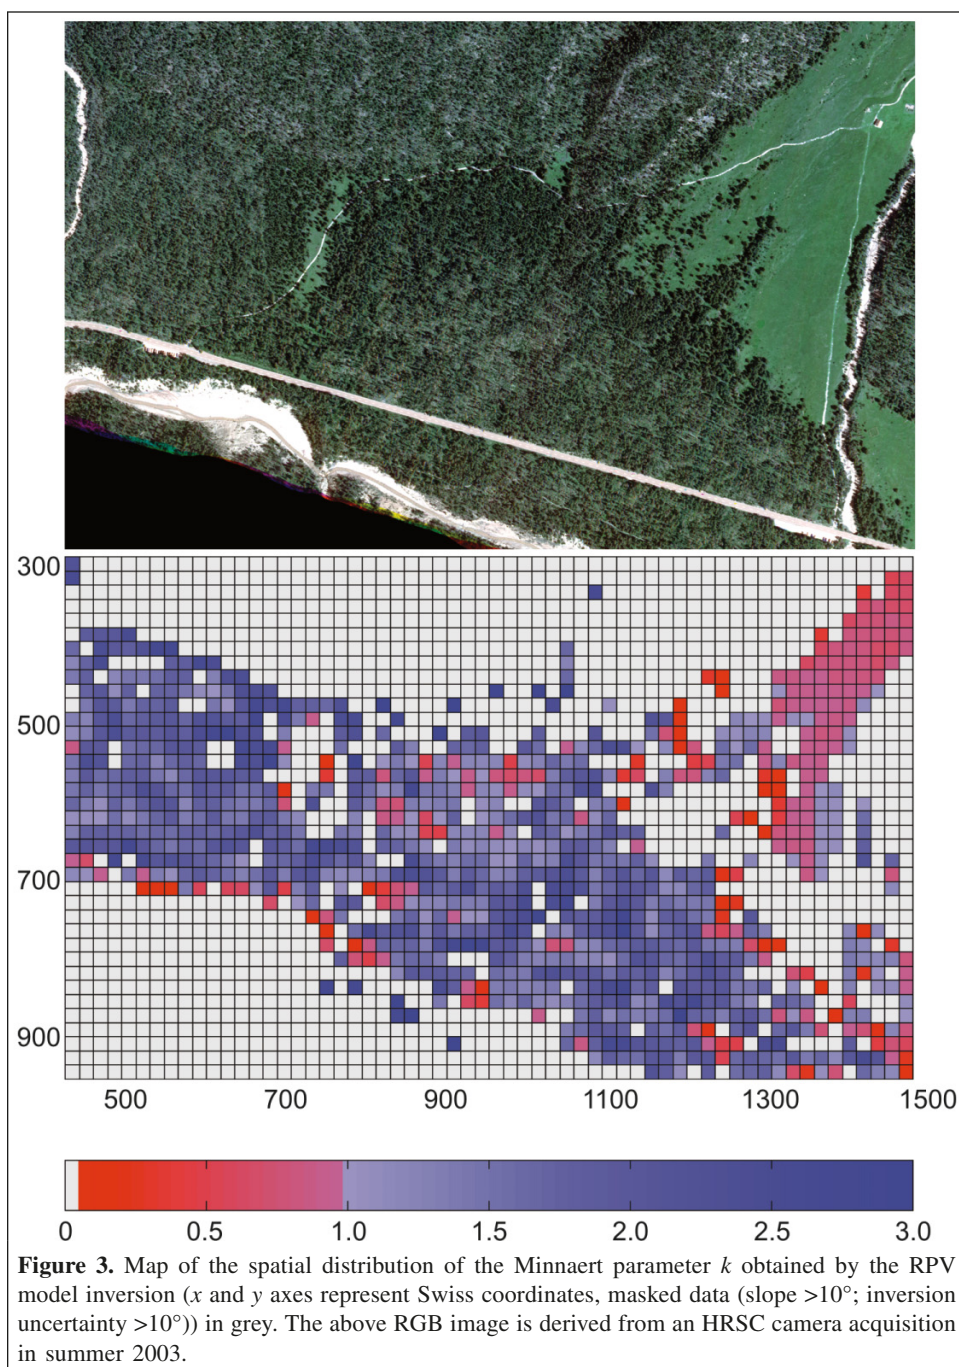 300
500
700
900
500 700 900 1100 1300 1500
0 0.5 1.0 1.5 2.0 2.5 3.0
Figure 3. Map of the spatial distribution of the Minnaert parameter k obtained by the RPV
model inversion (x and y axes represent Swiss coordinates, masked data (slope >10°; inversion
uncertainty >10°)) in grey. The above RGB image is derived from an HRSC camera acquisition
in summer 2003.